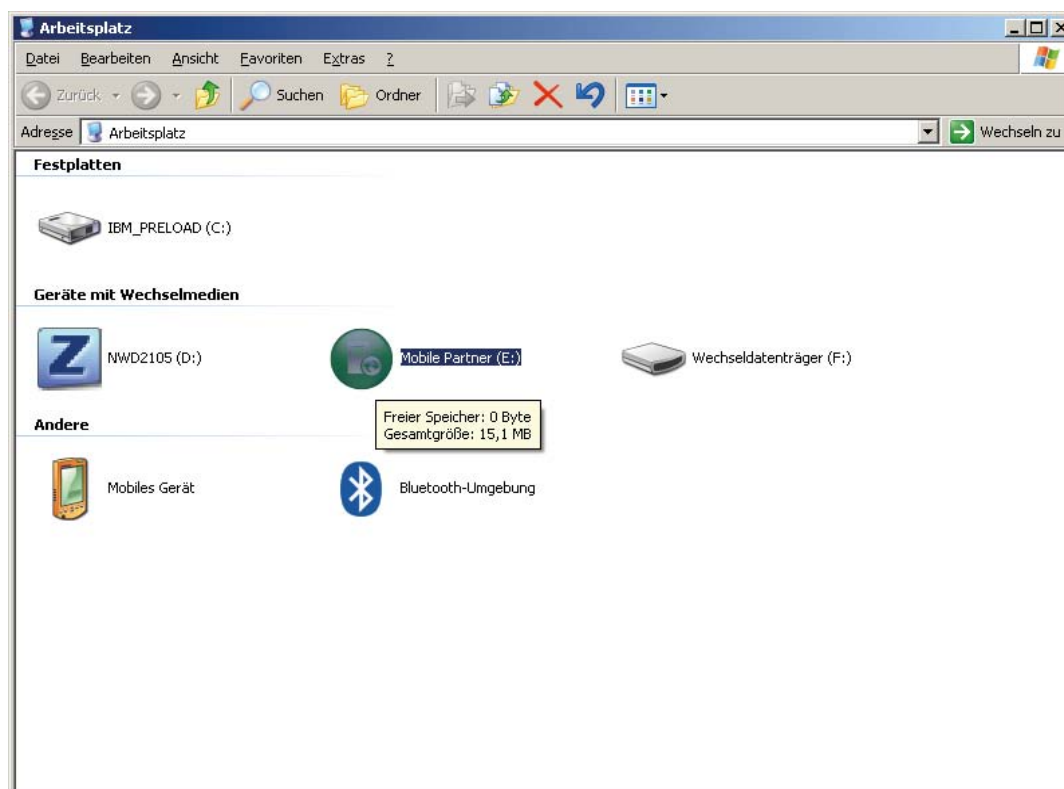 Arbeitsplatz
Datei Bearbeiten Ansicht Favoriten Extras ?
Zurück Suchen Ordner
Adresse Arbeitsplatz Wechseln zu
Festplatten
IBM_PRELOAD (C:)
Geräte mit Wechselmedien
Z NWD2105 (D:) Mobile Partner (E:) Wechseldatenträger (F:)
Freier Speicher: 0 Byte
Gesamtgröße: 15,1 MB
Andere
Mobiles Gerät Bluetooth-Umgebung